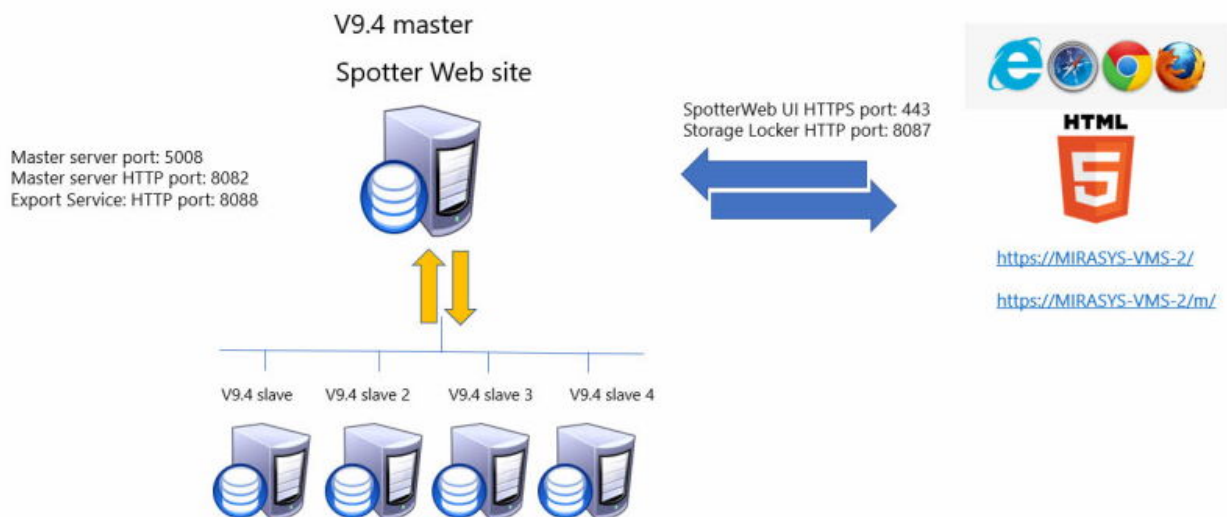 V9.4 master
Spotter Web site
SpotterWeb UI HTTPS port: 443
Storage Locker HTTP port: 8087
HTML
5
Master server port: 5008
Master server HTTP port: 8082
Export Service: HTTP port: 8088
https://MIRASYS-VMS-2/
https://MIRASYS-VMS-2/m/
V9.4 slave
V9.4 slave 2
V9.4 slave 3
V9.4 slave 4